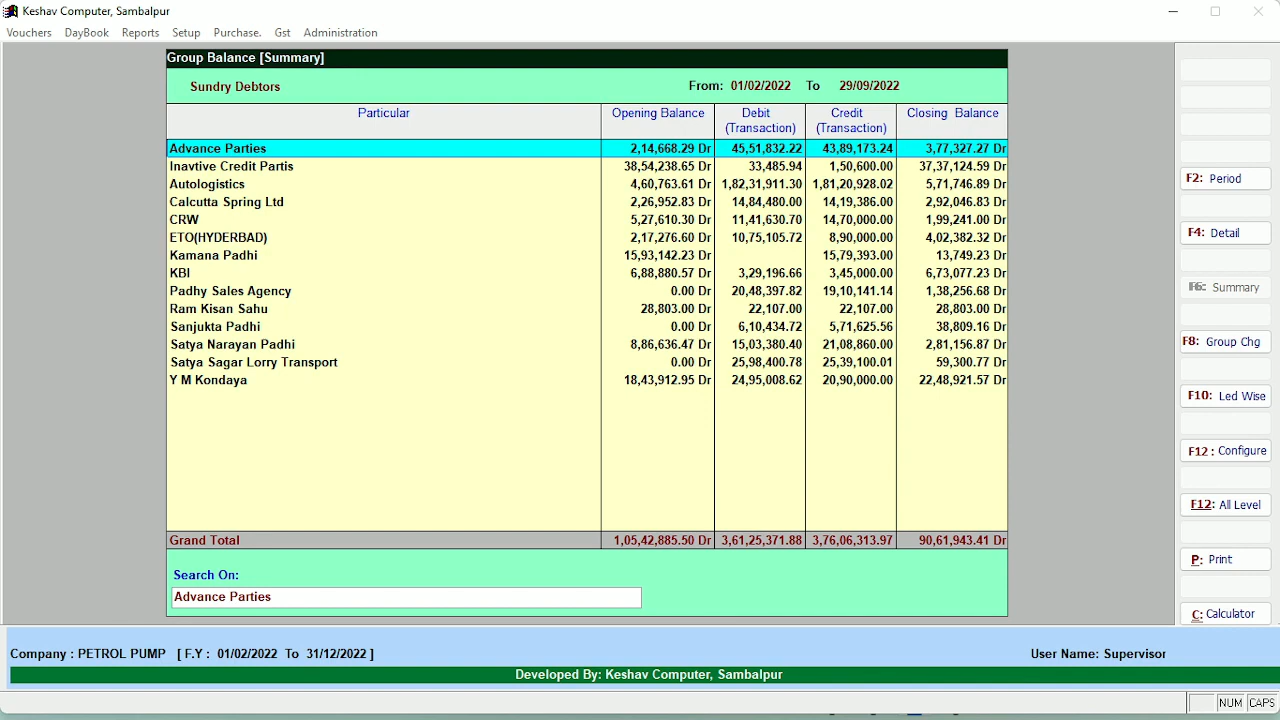 Keshav Computer, Sambalpur
Vouchers DayBook Reports Setup Purchase. Gst Administration
Group Balance [Summary]
Sundry Debtors From: 01/02/2022 To 29/09/2022
Particular Opening Balance Debit (Transaction) Credit (Transaction) Closing Balance
Advance Parties 2,14,668.29 Dr 45,51,832.22 43,89,173.24 3,77,327.27 Dr
Inavtive Credit Partis 38,54,238.65 Dr 33,485.94 1,50,600.00 37,37,124.59 Dr
Autologistics 4,60,763.61 Dr 1,82,31,911.30 1,81,20,928.02 5,71,746.89 Dr
Calcutta Spring Ltd 2,26,952.83 Dr 14,84,480.00 14,19,386.00 2,92,046.83 Dr
CRW 5,27,610.30 Dr 11,41,630.70 14,70,000.00 1,99,241.00 Dr
ETO(HYDERBAD) 2,17,276.60 Dr 10,75,105.72 8,90,000.00 4,02,382.32 Dr
Kamana Padhi 15,93,142.23 Dr 15,79,393.00 13,749.23 Dr
KBI 6,88,880.57 Dr 3,29,196.66 3,45,000.00 6,73,077.23 Dr
Padhy Sales Agency 0.00 Dr 20,48,397.82 19,10,141.14 1,38,256.68 Dr
Ram Kisan Sahu 28,803.00 Dr 22,107.00 22,107.00 28,803.00 Dr
Sanjukta Padhi 0.00 Dr 6,10,434.72 5,71,625.56 38,809.16 Dr
Satya Narayan Padhi 8,86,636.47 Dr 15,03,380.40 21,08,860.00 2,81,156.87 Dr
Satya Sagar Lorry Transport 0.00 Dr 25,98,400.78 25,39,100.01 59,300.77 Dr
Y M Kondaya 18,43,912.95 Dr 24,95,008.62 20,90,000.00 22,48,921.57 Dr
Grand Total 1,05,42,885.50 Dr 3,61,25,371.88 3,76,06,313.97 90,61,943.41 Dr
Search On:
Advance Parties
F2: Period
F4: Detail
Summary
F8: Group Chg
F10: Led Wise
F12 : Configure
F12: All Level
P: Print
C: Calculator
Company : PETROL PUMP [ F.Y : 01/02/2022 To 31/12/2022 ] User Name: Supervisor
Developed By: Keshav Computer, Sambalpur
NUM CAPS